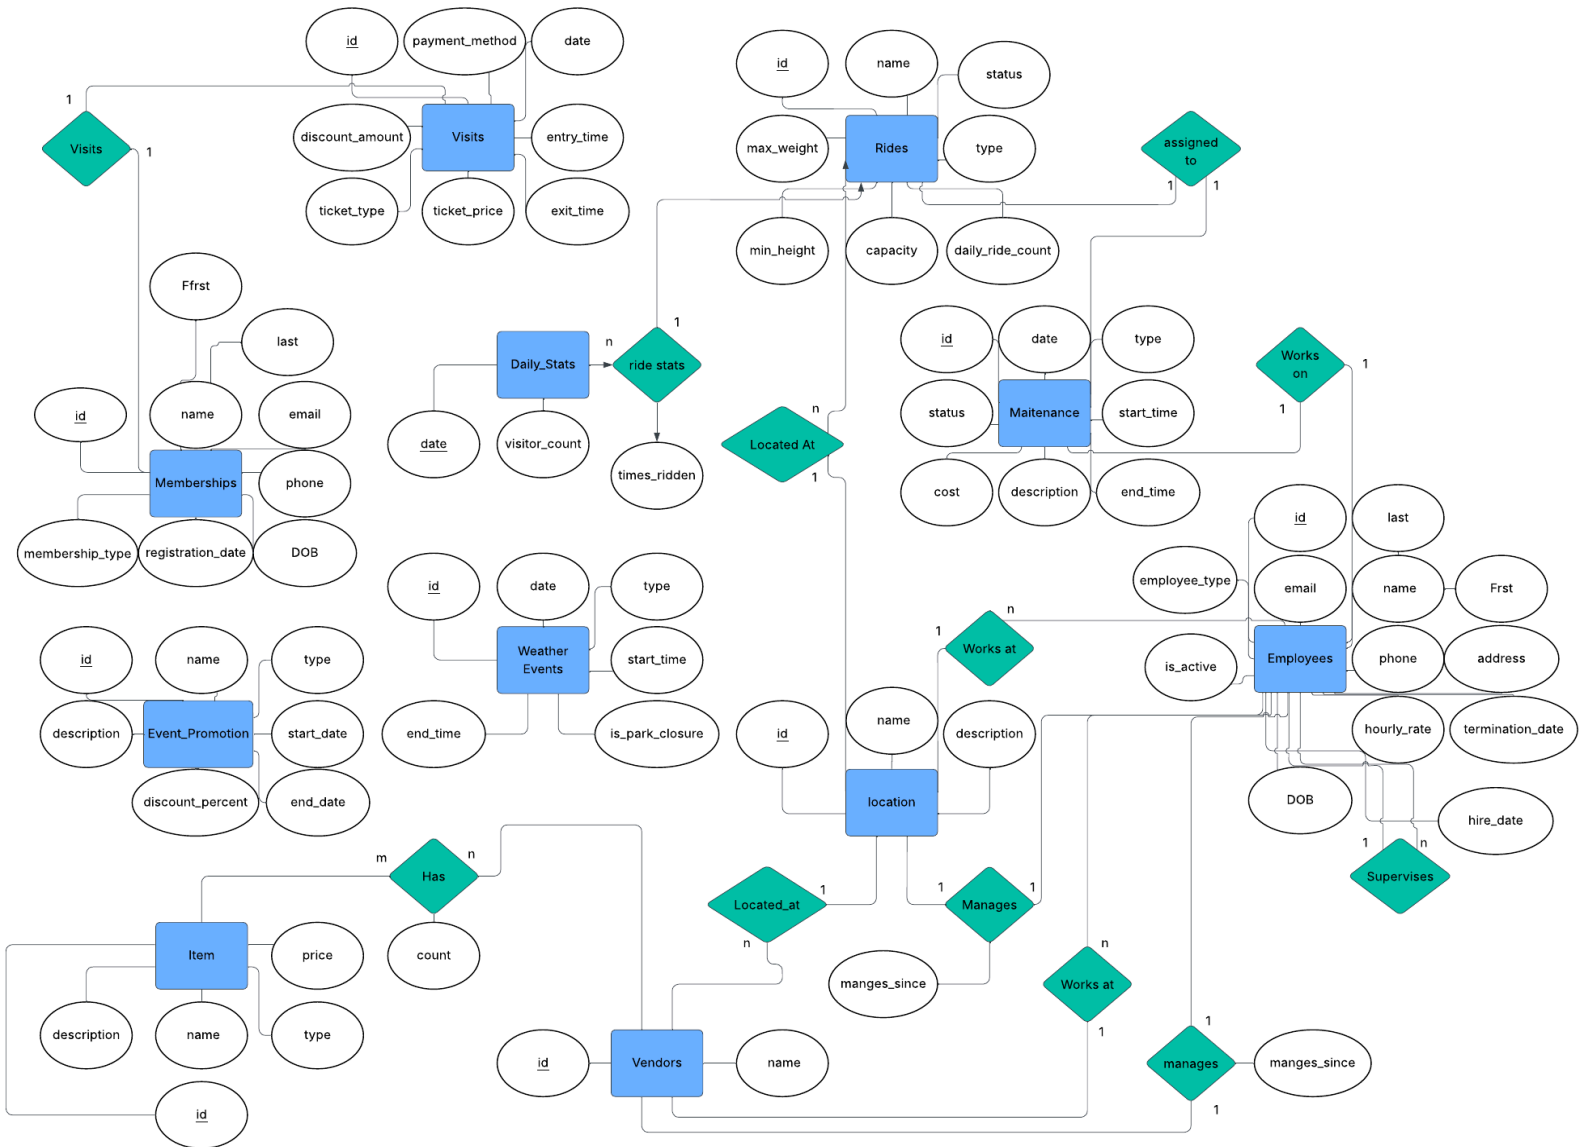 id
payment_method
date
1
Visits
1
discount_amount
Visits
entry_time
ticket_type
ticket_price
exit_time
id
name
status
max_weight
Rides
type
min_height
capacity
daily_ride_count
assigned
to
1
1
Ffrst
last
id
name
email
Memberships
phone
membership_type
registration_date
DOB
Daily_Stats
n
ride stats
1
date
visitor_count
times_ridden
n
Located At
1
id
date
type
status
Maitenance
start_time
cost
description
end_time
Works
on
1
1
id
last
employee_type
email
name
Frst
is_active
Employees
phone
address
hourly_rate
termination_date
DOB
hire_date
1
n
Supervises
id
date
type
Weather
Events
start_time
end_time
is_park_closure
id
name
type
description
Event_Promotion
start_date
discount_percent
end_date
n
1
Works at
name
id
description
location
m
Has
n
count
Item
price
description
name
type
id
Located_at
1
n
1
Manages
1
manges_since
n
Works at
1
id
Vendors
name
1
manages
manges_since
1